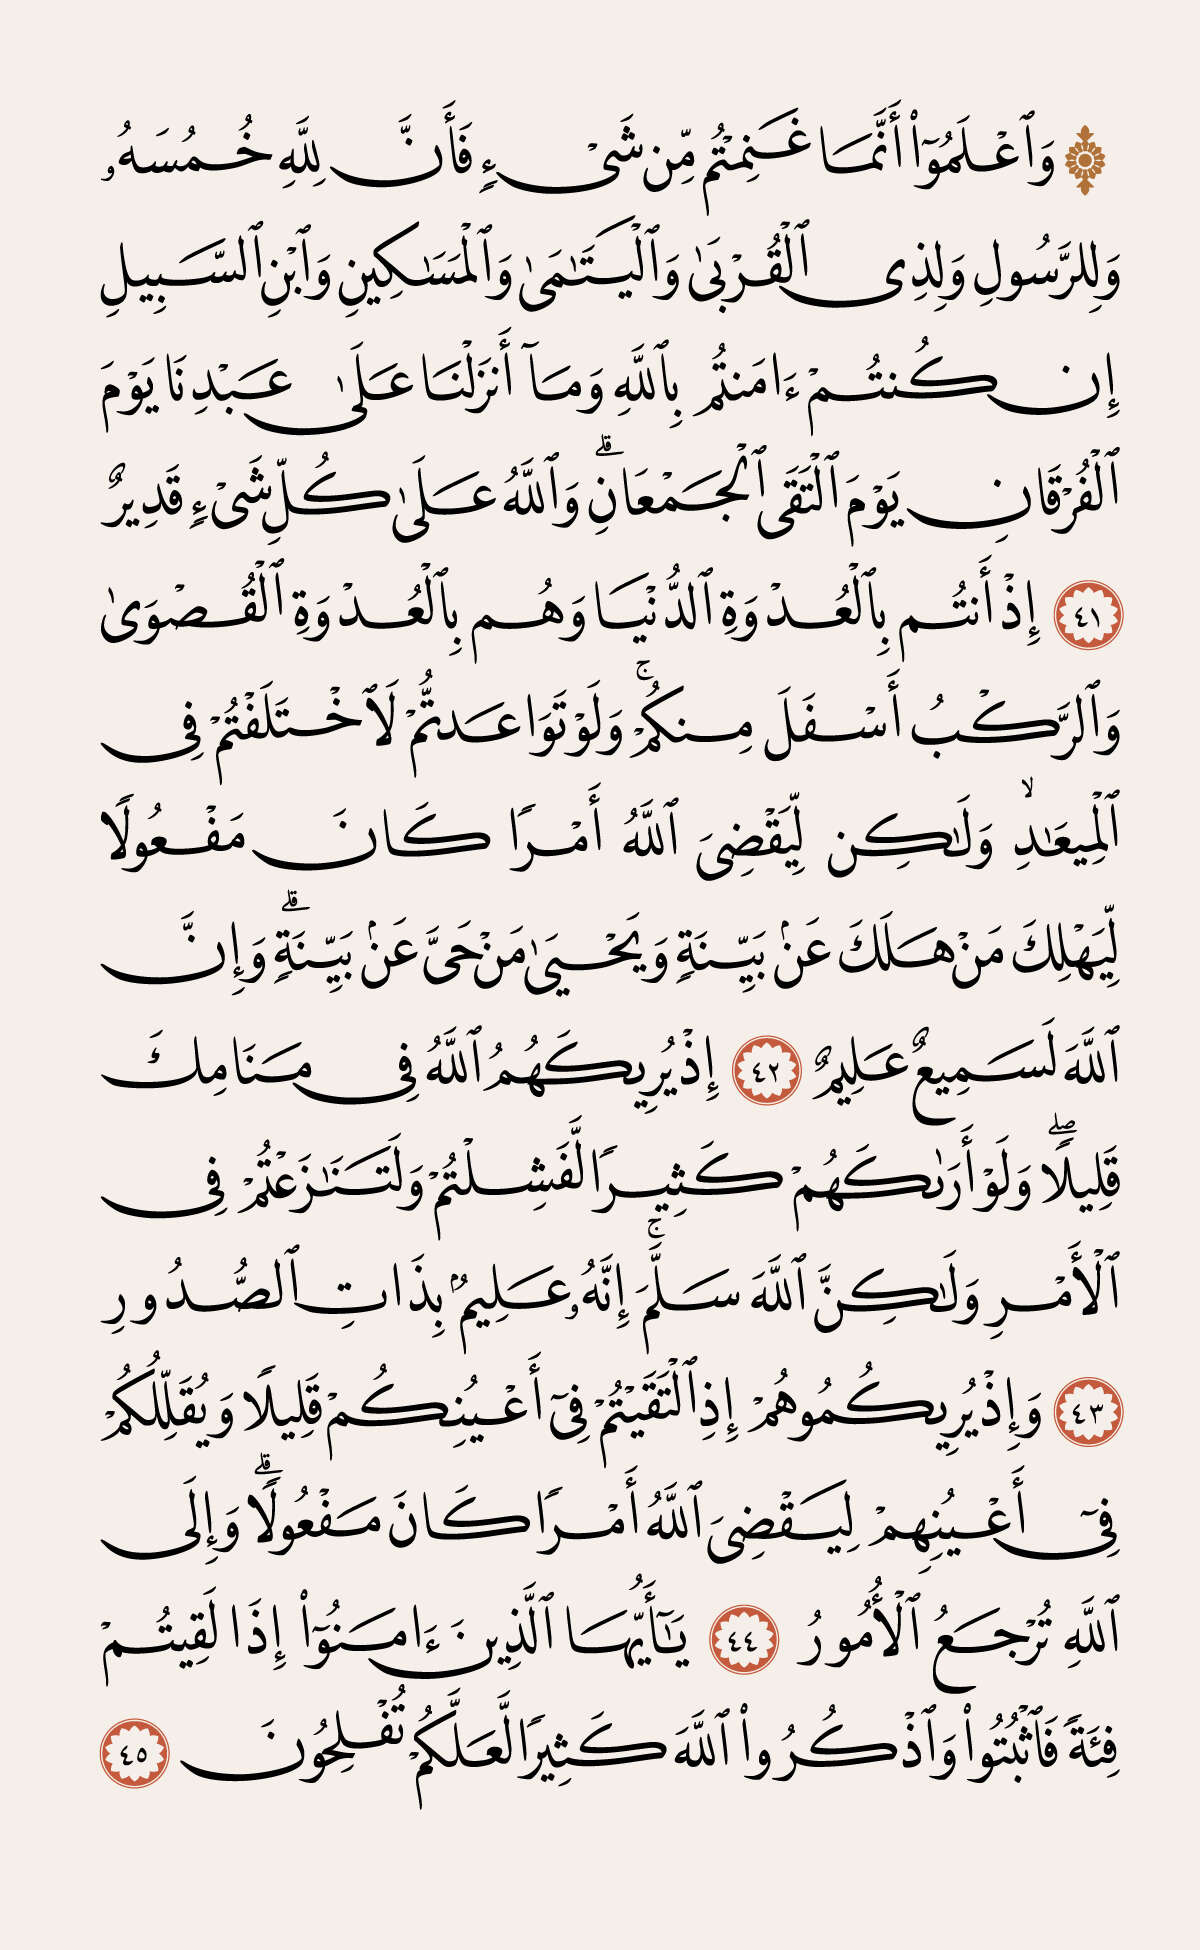 ۞ وَٱعْلَمُوٓا۟ أَنَّمَا غَنِمْتُم مِّن شَىْءٍ فَأَنَّ لِلَّهِ خُمُسَهُۥ
وَلِلرَّسُولِ وَلِذِى ٱلْقُرْبَىٰ وَٱلْيَتَـٰمَىٰ وَٱلْمَسَـٰكِينِ وَٱبْنِ ٱلسَّبِيلِ
إِن كُنتُمْ ءَامَنتُم بِٱللَّهِ وَمَآ أَنزَلْنَا عَلَىٰ عَبْدِنَا يَوْمَ
ٱلْفُرْقَانِ يَوْمَ ٱلْتَقَى ٱلْجَمْعَانِ ۗ وَٱللَّهُ عَلَىٰ كُلِّ شَىْءٍ قَدِيرٌ
٤١ إِذْ أَنتُم بِٱلْعُدْوَةِ ٱلدُّنْيَا وَهُم بِٱلْعُدْوَةِ ٱلْقُصْوَىٰ
وَٱلرَّكْبُ أَسْفَلَ مِنكُمْ ۚ وَلَوْ تَوَاعَدتُّمْ لَٱخْتَلَفْتُمْ فِى
ٱلْمِيعَـٰدِ ۙ وَلَـٰكِن لِّيَقْضِىَ ٱللَّهُ أَمْرًا كَانَ مَفْعُولًا
لِّيَهْلِكَ مَنْ هَلَكَ عَنۢ بَيِّنَةٍ وَيَحْيَىٰ مَنْ حَىَّ عَنۢ بَيِّنَةٍ ۗ وَإِنَّ
ٱللَّهَ لَسَمِيعٌ عَلِيمٌ ٤٢ إِذْ يُرِيكَهُمُ ٱللَّهُ فِى مَنَامِكَ
قَلِيلًا ۖ وَلَوْ أَرَىٰكَهُمْ كَثِيرًا لَّفَشِلْتُمْ وَلَتَنَـٰزَعْتُمْ فِى
ٱلْأَمْرِ وَلَـٰكِنَّ ٱللَّهَ سَلَّمَ ۚ إِنَّهُۥ عَلِيمٌۢ بِذَاتِ ٱلصُّدُورِ
٤٣ وَإِذْ يُرِيكُمُوهُمْ إِذِ ٱلْتَقَيْتُمْ فِىٓ أَعْيُنِكُمْ قَلِيلًا وَيُقَلِّلُكُمْ
فِىٓ أَعْيُنِهِمْ لِيَقْضِىَ ٱللَّهُ أَمْرًا كَانَ مَفْعُولًا ۗ وَإِلَى
ٱللَّهِ تُرْجَعُ ٱلْأُمُورُ ٤٤ يَـٰٓأَيُّهَا ٱلَّذِينَ ءَامَنُوٓا۟ إِذَا لَقِيتُمْ
فِئَةً فَٱثْبُتُوا۟ وَٱذْكُرُوا۟ ٱللَّهَ كَثِيرًا لَّعَلَّكُمْ تُفْلِحُونَ ٤٥